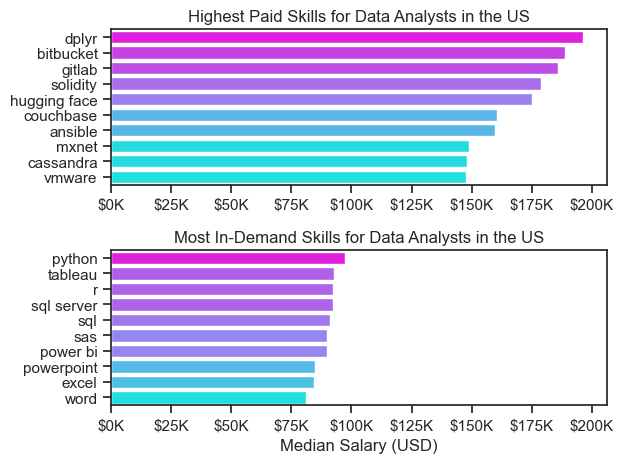 Highest Paid Skills for Data Analysts in the US
dplyr
bitbucket
gitlab
solidity
hugging face
couchbase
ansible
mxnet
cassandra
vmware
$0K $25K $50K $75K $100K $125K $150K $175K $200K
Most In-Demand Skills for Data Analysts in the US
python
tableau
r
sql server
sql
sas
power bi
powerpoint
excel
word
$0K $25K $50K $75K $100K $125K $150K $175K $200K
Median Salary (USD)